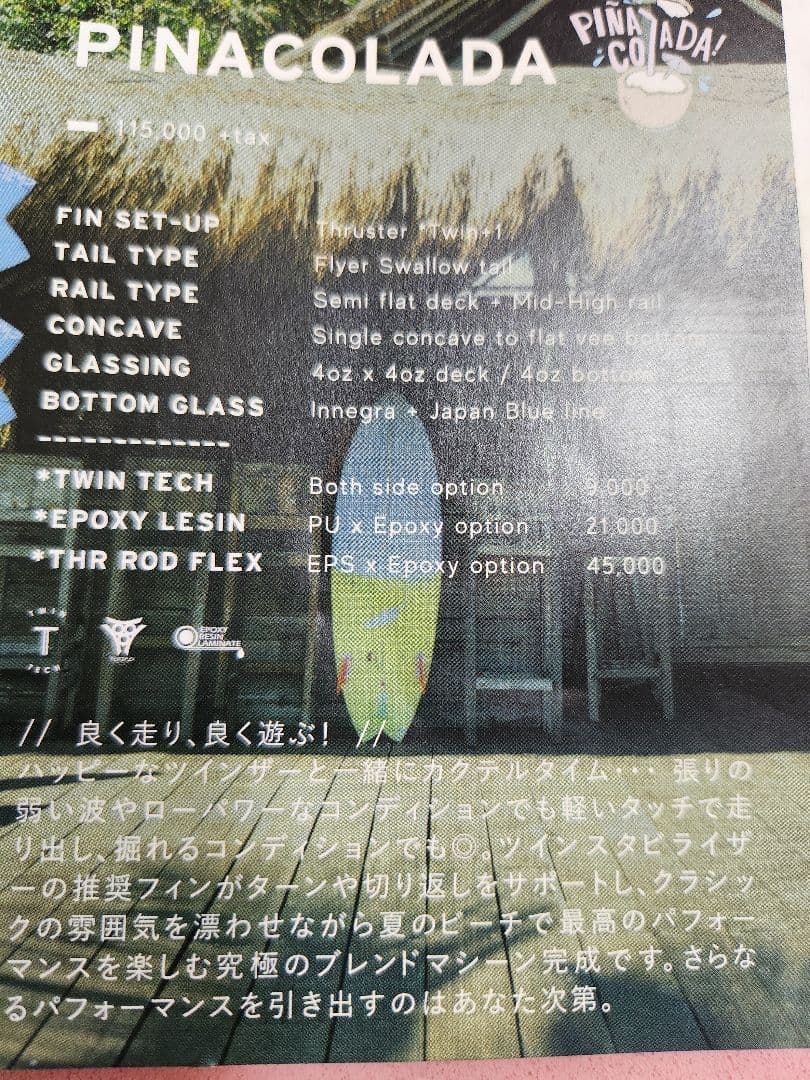 PINACOLADA
PIÑA
COLADA!
115,000 +tax
FIN SET-UP Thruster *Twin+1
TAIL TYPE Flyer Swallow tail
RAIL TYPE Semi flat deck + Mid-High rail
CONCAVE Single concave to flat vee bottom
GLASSING 4oz x 4oz deck / 4oz bottom
BOTTOM GLASS Innegra + Japan Blue line
-------------
*TWIN TECH Both side option 9,000
*EPOXY LESIN PU x Epoxy option 21,000
*THR ROD FLEX EPS x Epoxy option 45,000
TWIN
T
TECH
EPOXY
RESIN
LAMINATE
// 良く走り、良く遊ぶ! //
ハッピーなツインザーと一緒にカクテルタイム・・・ 張りの
弱い波やローパワーなコンディションでも軽いタッチで走
り出し、掘れるコンディションでも◎。ツインスタビライザ
ーの推奨フィンがターンや切り返しをサポートし、クラシッ
クの雰囲気を漂わせながら夏のビーチで最高のパフォー
マンスを楽しむ究極のブレンドマシーン完成です。さらな
るパフォーマンスを引き出すのはあなた次第。